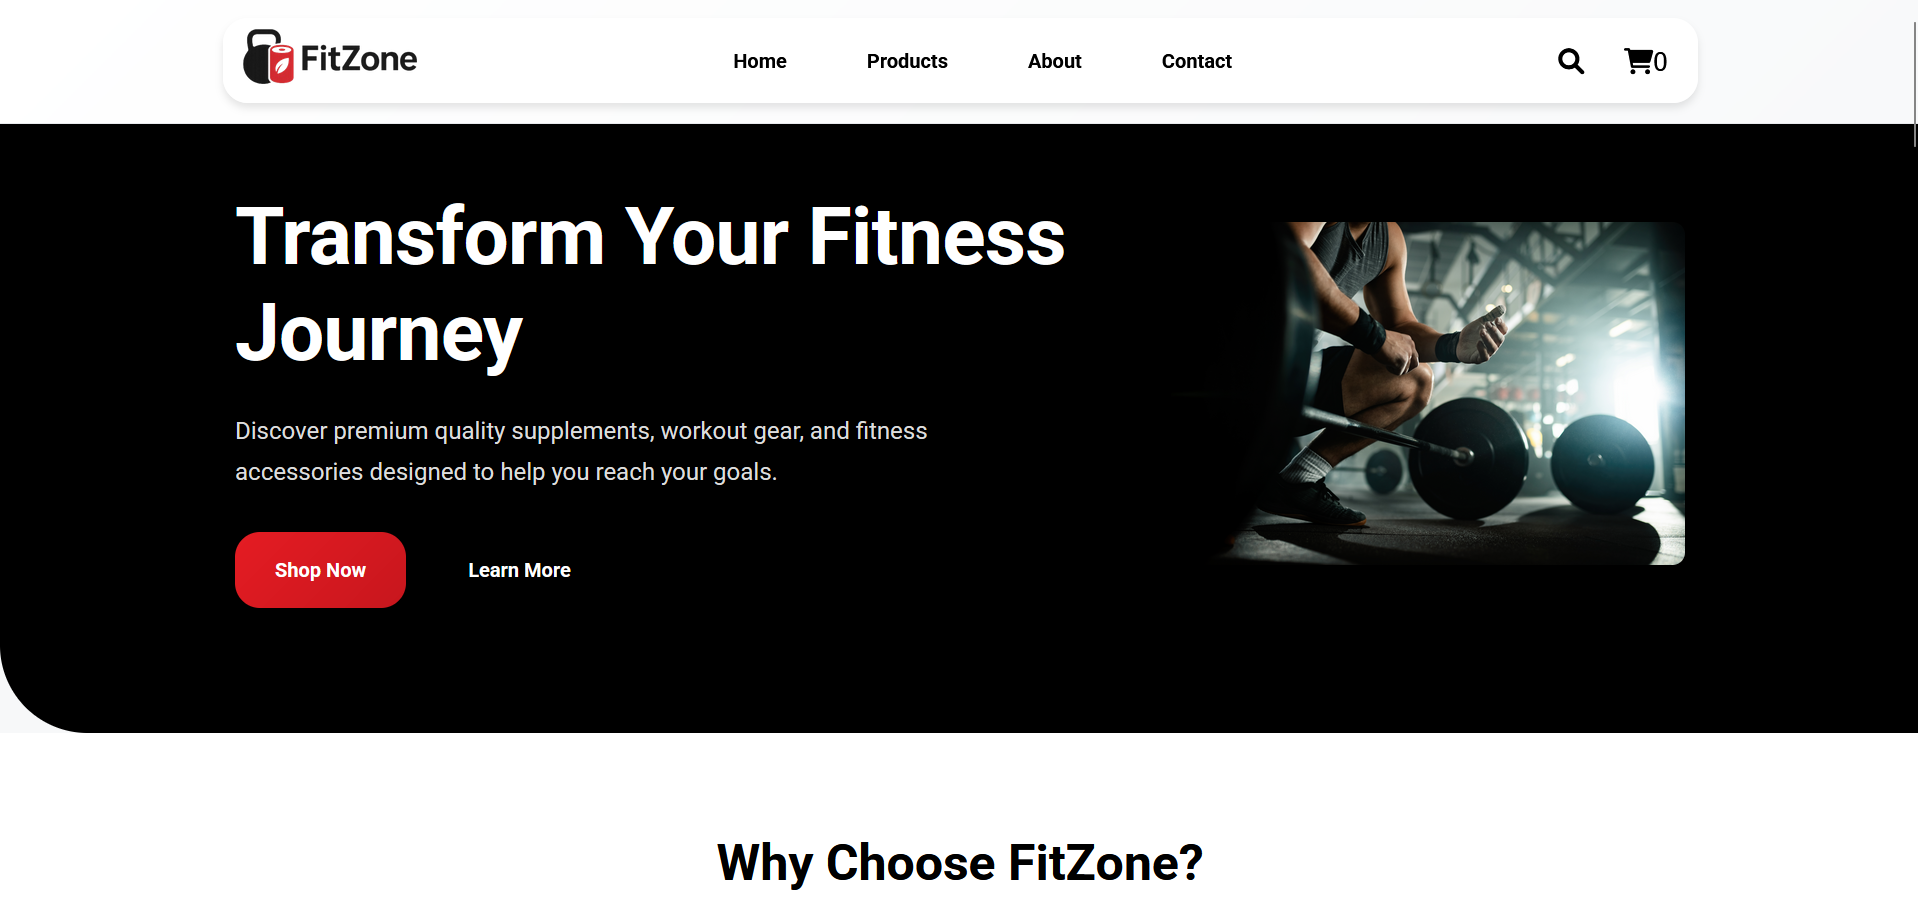 FitZone
Home
Products
About
Contact
0
Transform Your Fitness
Journey
Discover premium quality supplements, workout gear, and fitness
accessories designed to help you reach your goals.
Shop Now
Learn More
Why Choose FitZone?